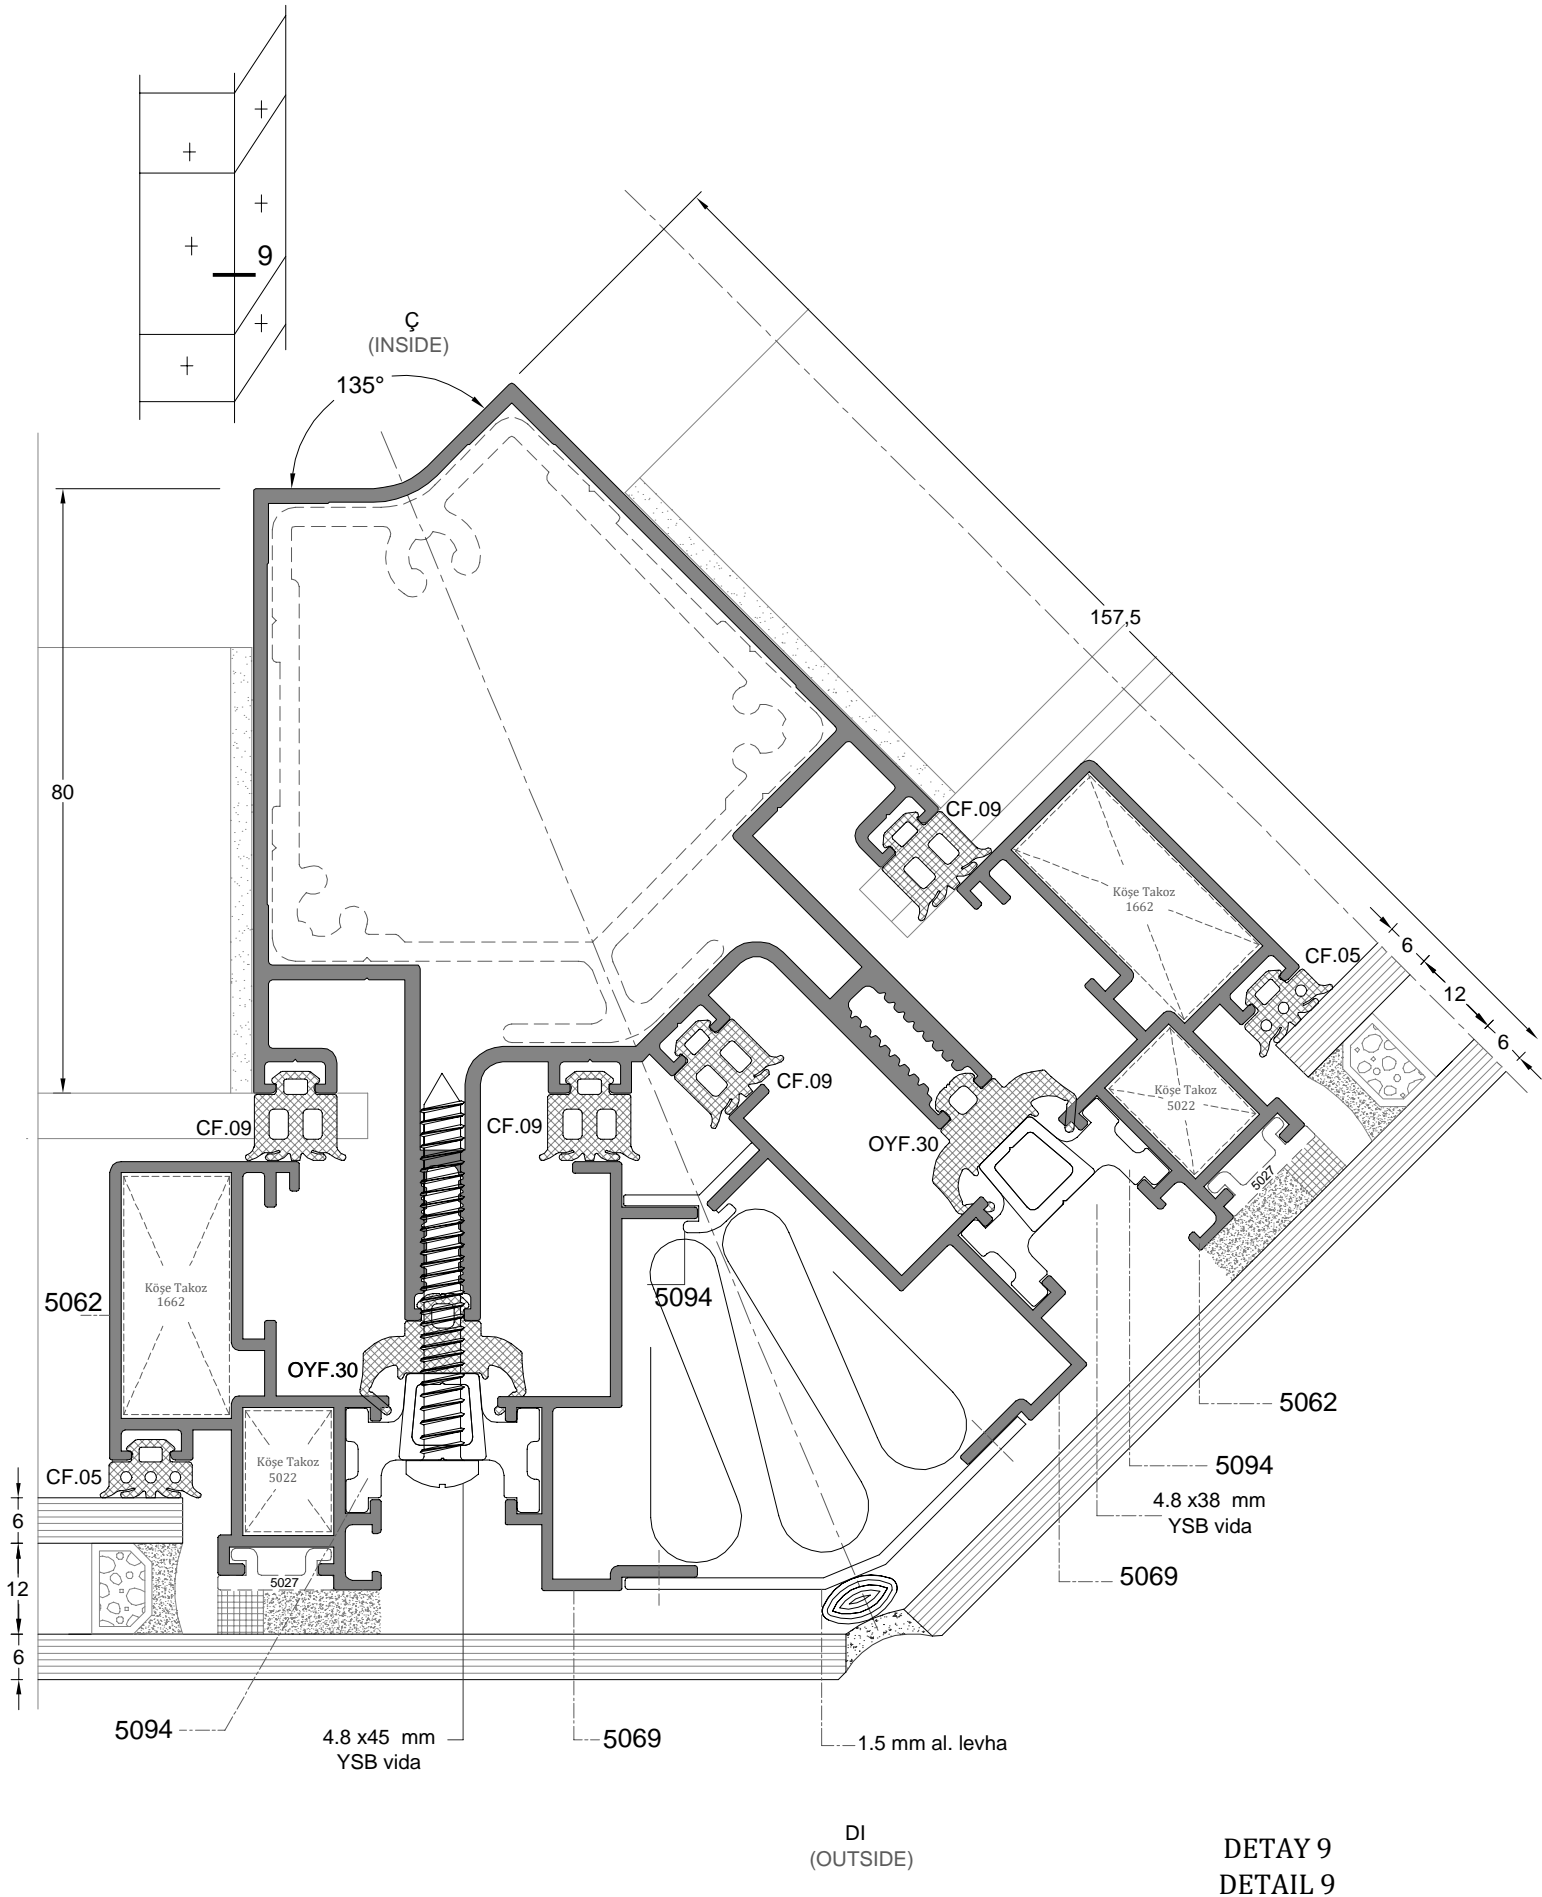 9
Ç
(INSIDE)
135°
157,5
80
CF.09
Köşe Takoz
1662
CF.05
6
12
6
CF.09
Köşe Takoz
5022
CF.09
CF.09
OYF.30
5027
Köşe Takoz
1662
5062
5094
OYF.30
5062
5094
CF.05
Köşe Takoz
5022
4.8 x38 mm
YSB vida
6
12
6
5027
5069
5094
4.8 x45 mm
YSB vida
5069
1.5 mm al. levha
DI
(OUTSIDE)
DETAY 9
DETAIL 9